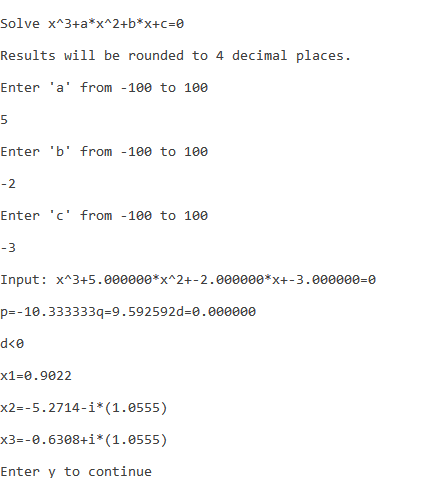 Solve x^3+a*x^2+b*x+c=0
Results will be rounded to 4 decimal places.
Enter 'a' from -100 to 100
5
Enter 'b' from -100 to 100
-2
Enter 'c' from -100 to 100
-3
Input: x^3+5.000000*x^2+-2.000000*x+-3.000000=0
p=-10.333333q=9.592592d=0.000000
d<0
x1=0.9022
x2=-5.2714-i*(1.0555)
x3=-0.6308+i*(1.0555)
Enter y to continue